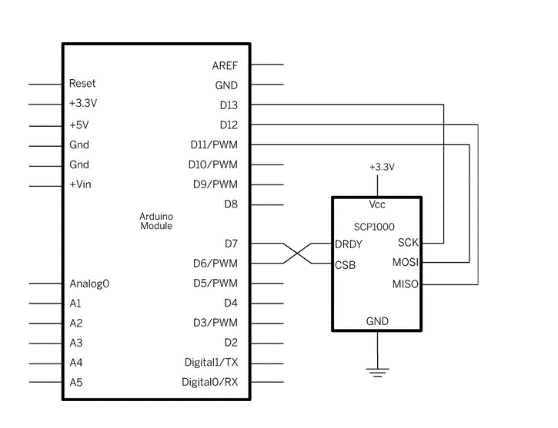 AREF
GND
D13
D12
D11/PWM
D10/PWM
D9/PWM
D8
D7
D6/PWM
D5/PWM
D4
D3/PWM
D2
Digital1/TX
Digital0/RX
Reset
+3.3V
+5V
Gnd
Gnd
+Vin
Arduino
Module
Analog0
A1
A2
A3
A4
A5
+3.3V
Vcc
SCP1000
DRDY
CSB
SCK
MOSI
MISO
GND